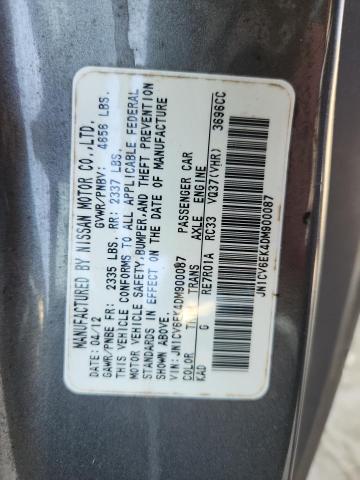 MANUFACTURED BY NISSAN MOTOR CO.,LTD.
04/12 GVWR/PNBV: 4656 LBS.
GAWR/PNBE FR: 2335 LBS. RR: 2337 LBS.
THIS VEHICLE CONFORMS TO ALL APPLICABLE FEDERAL
MOTOR VEHICLE SAFETY,BUMPER,AND THEFT PREVENTION
STANDARDS IN EFFECT ON THE DATE OF MANUFACTURE
SHOWN ABOVE.
VIN:JN1CV6EK4DM900087 PASSENGER CAR
COLOR TRIM TRANS AXLE ENGINE
KAD G RE7R01A RC33 VQ37(VHR) 3696CC
JN1CV6EK4DM900087